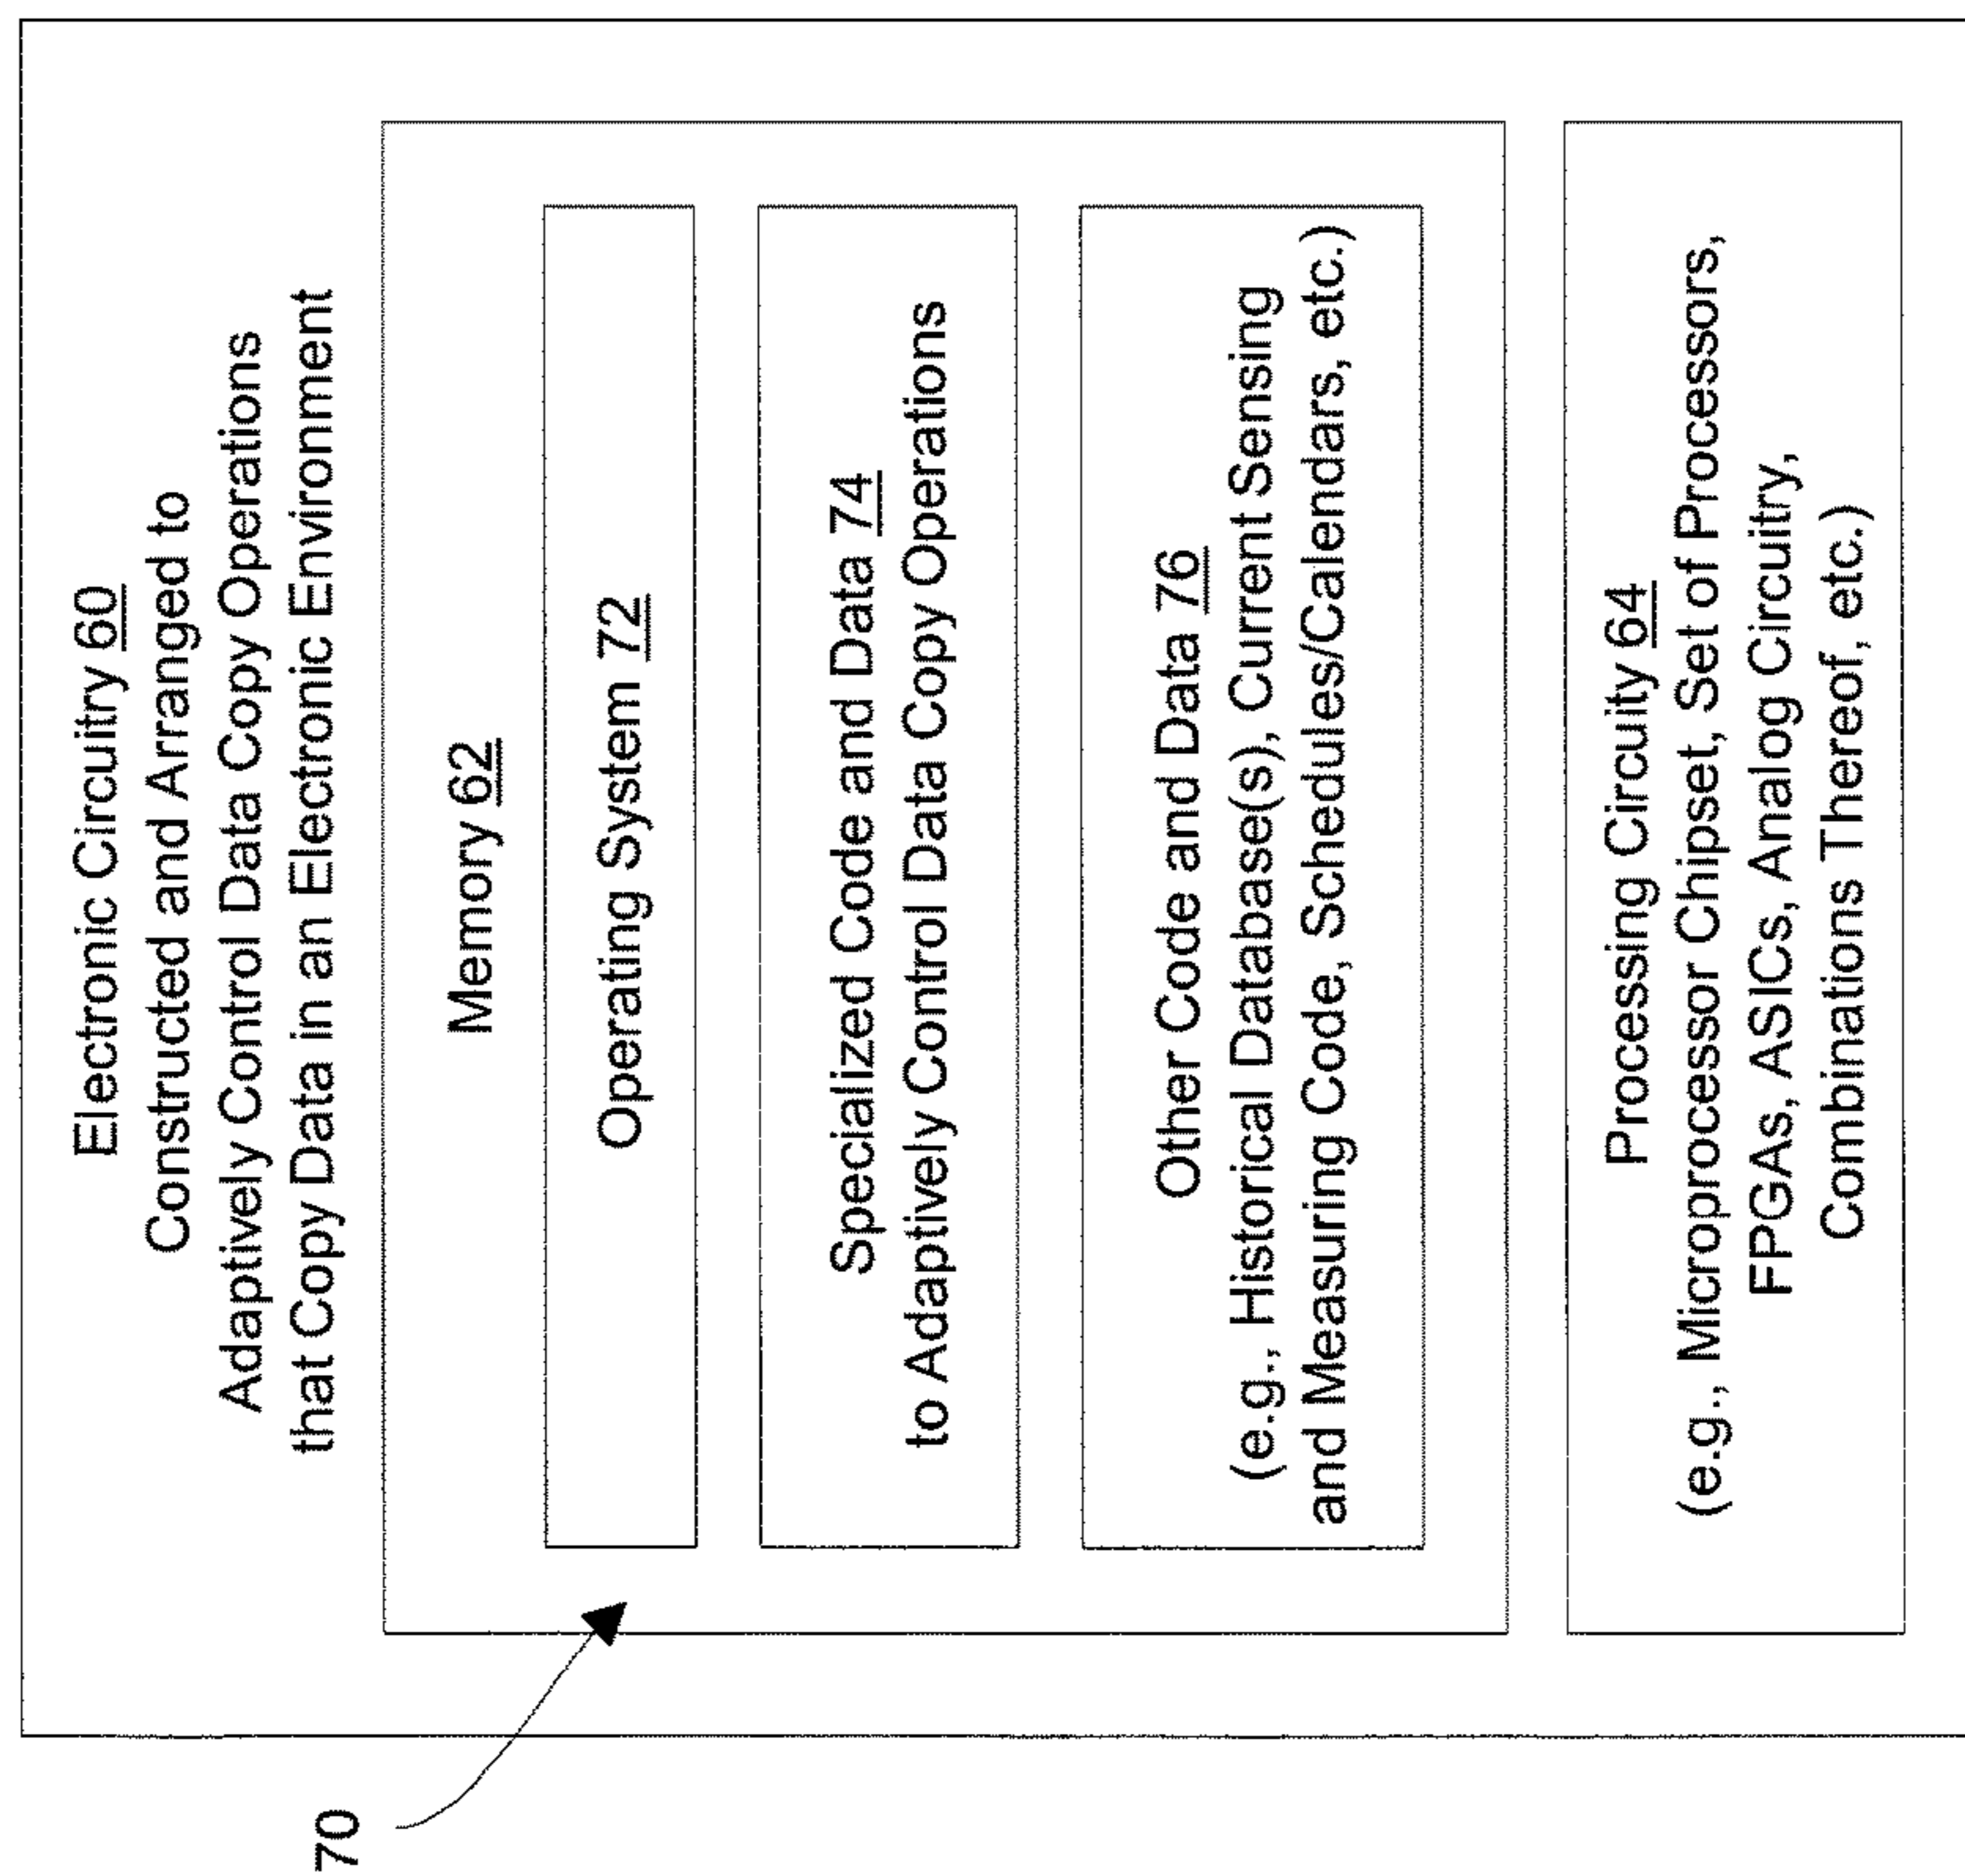 Electronic Circuitry 60
Constructed and Arranged to
Adaptively Control Data Copy Operations
that Copy Data in an Electronic Environment
Memory 62
Operating System 72
Specialized Code and Data 74
to Adaptively Control Data Copy Operations
Other Code and Data 76
(e.g., Historical Database(s), Current Sensing
and Measuring Code, Schedules/Calendars, etc.)
Processing Circuity 64
(e.g., Microprocessor Chipset, Set of Processors,
FPGAs, ASICs, Analog Circuitry,
Combinations Thereof, etc.)
70